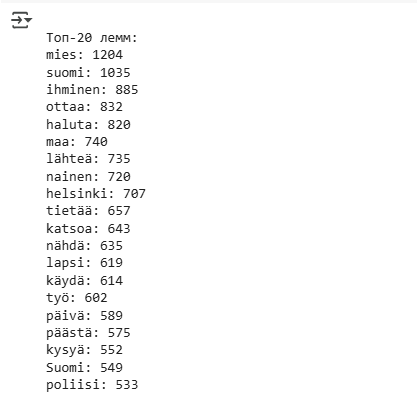 Топ-20 лемм:
mies: 1204
suomi: 1035
ihminen: 885
ottaa: 832
haluta: 820
maa: 740
lähteä: 735
nainen: 720
helsinki: 707
tietää: 657
katsoa: 643
nähdä: 635
lapsi: 619
käydä: 614
työ: 602
päivä: 589
päästä: 575
kysyä: 552
Suomi: 549
poliisi: 533